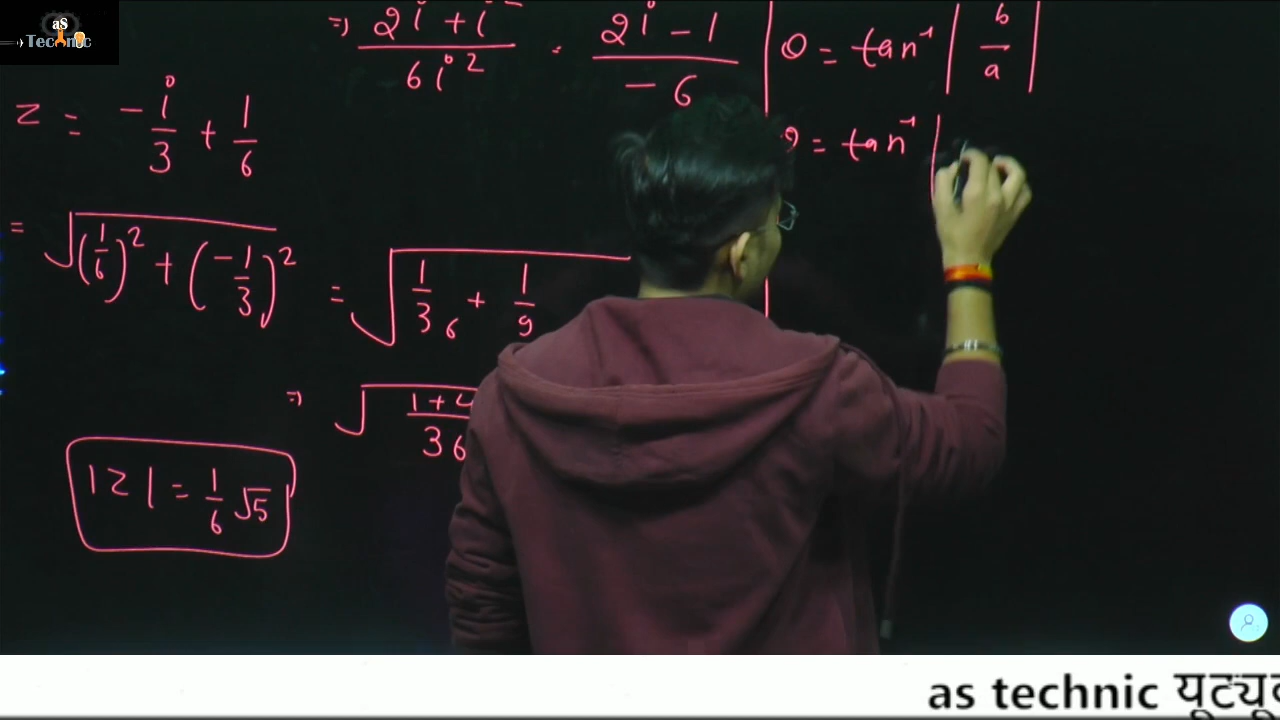 aS
Technic
⇒ 2i + i / 6i² . 2i - 1 / - 6
θ = tan⁻¹ | b / a |
z = -i/3 + 1/6
θ = tan⁻¹ |
= √(1/6)² + (-1/3)² = √1/36 + 1/9
⇒ √1+4/36
|z| = 1/6 √5
as technic